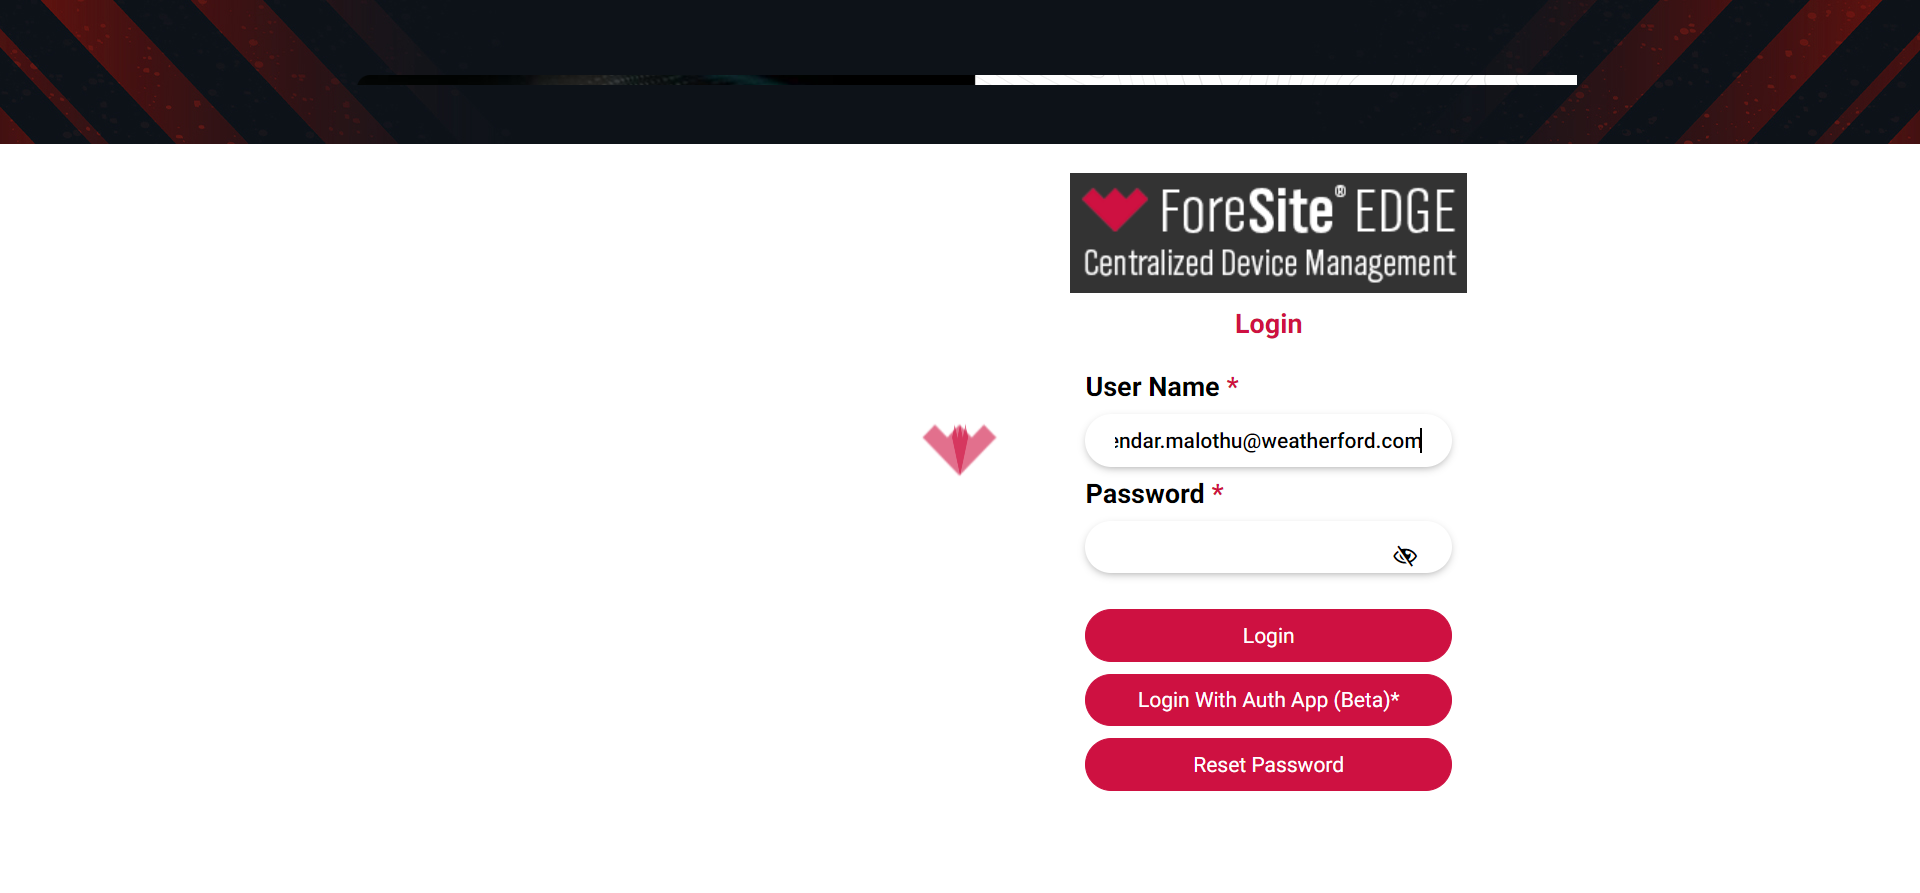 ForeSite® EDGE
Centralized Device Management
Login
User Name *
endar.malothu@weatherford.com
Password *
Login
Login With Auth App (Beta)*
Reset Password